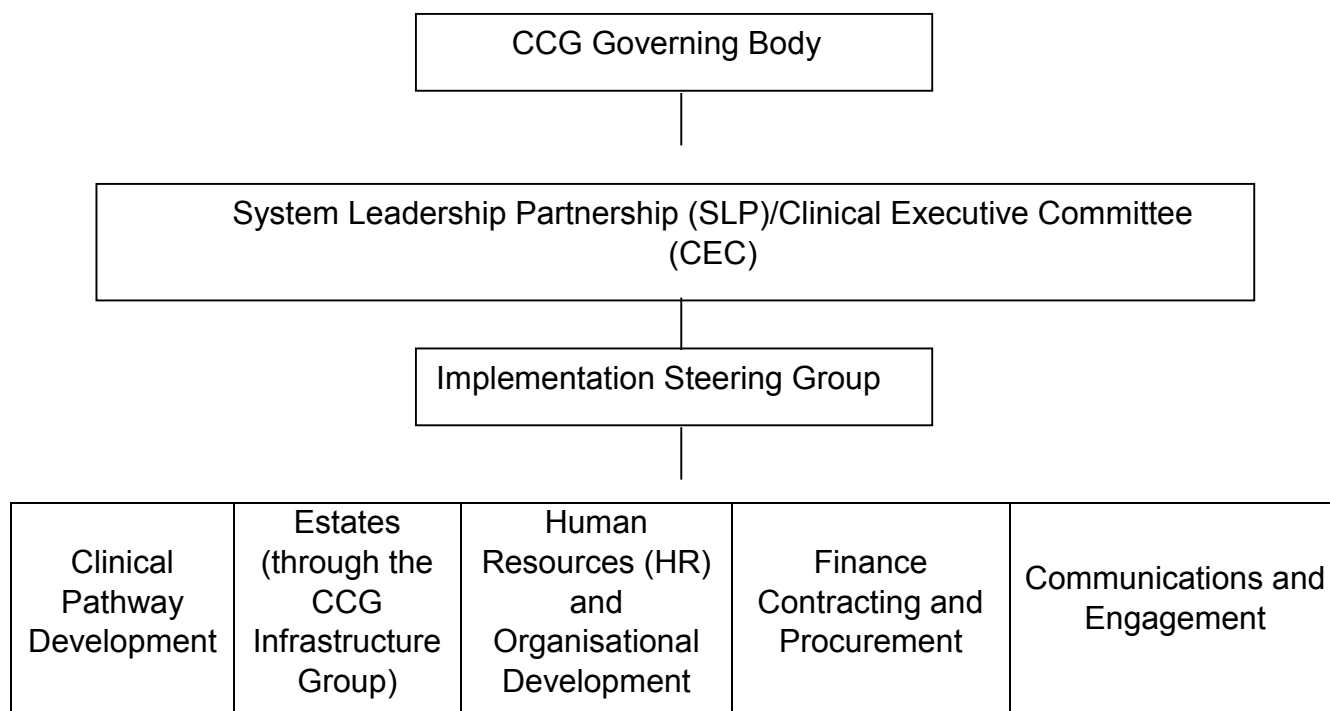 CCG Governing Body
System Leadership Partnership (SLP)/Clinical Executive Committee
(CEC)
Implementation Steering Group
Clinical
Pathway
Development
Estates
(through the
CCG
Infrastructure
Group)
Human
Resources (HR)
and
Organisational
Development
Finance
Contracting and
Procurement
Communications and
Engagement